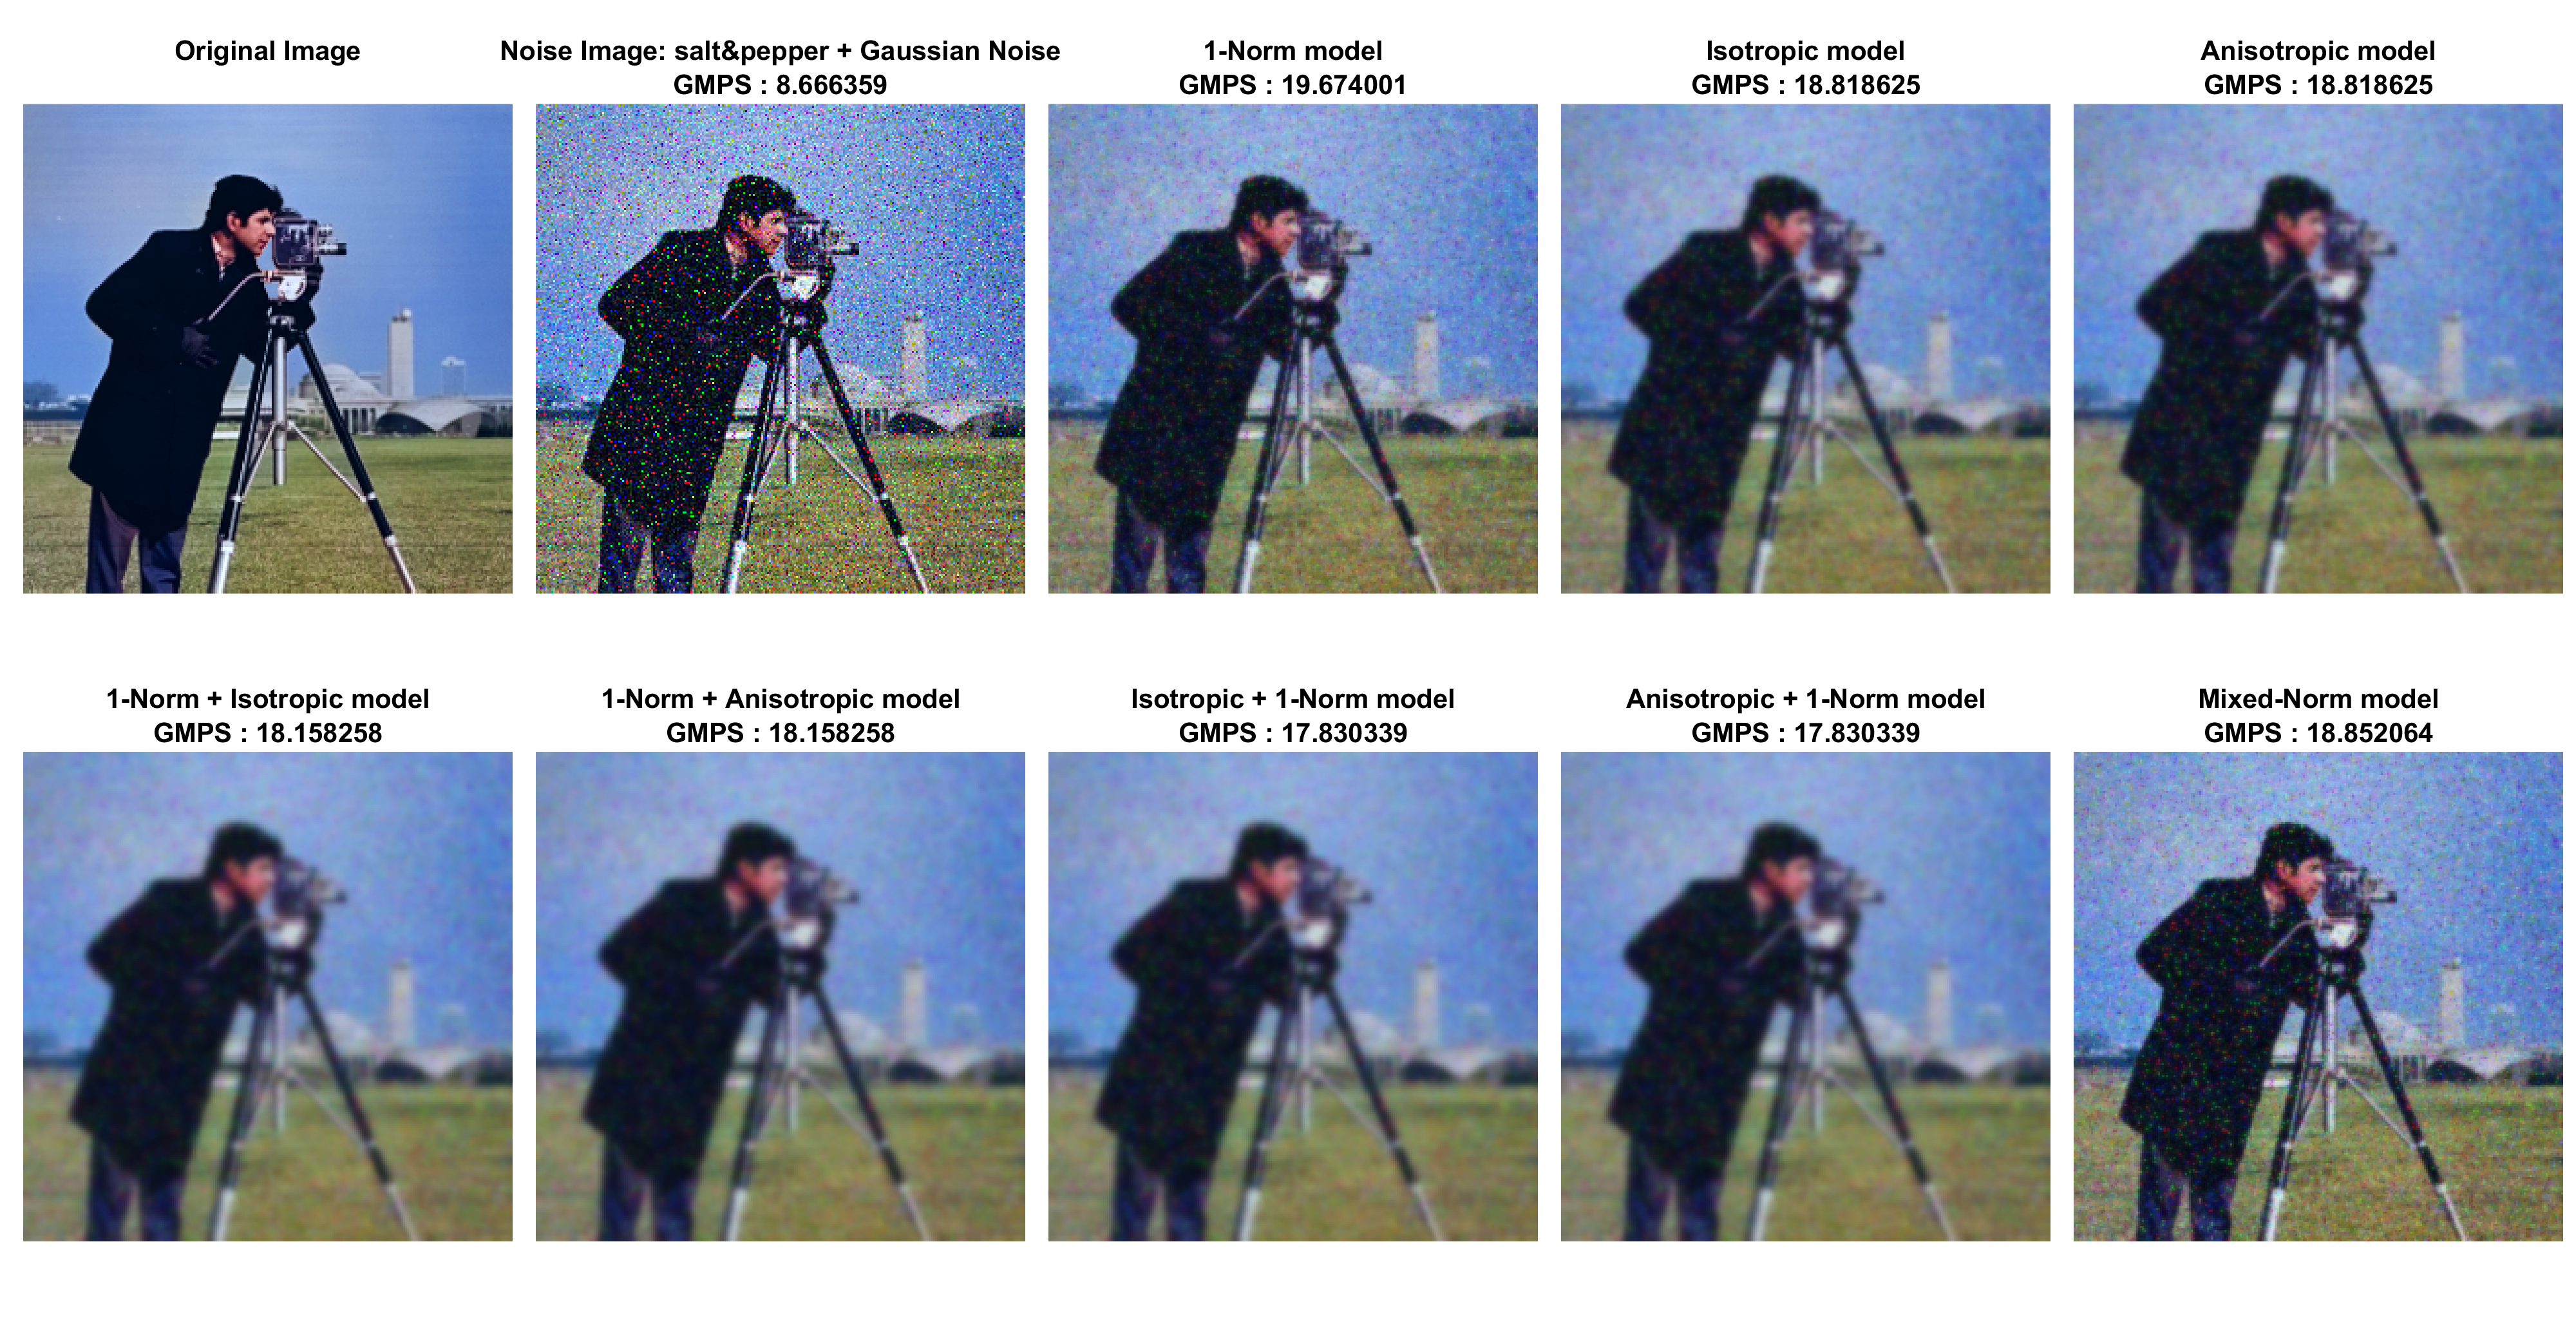 Original Image
Noise Image: salt&pepper + Gaussian Noise
GMPS : 8.666359
1-Norm model
GMPS : 19.674001
Isotropic model
GMPS : 18.818625
Anisotropic model
GMPS : 18.818625
1-Norm + Isotropic model
GMPS : 18.158258
1-Norm + Anisotropic model
GMPS : 18.158258
Isotropic + 1-Norm model
GMPS : 17.830339
Anisotropic + 1-Norm model
GMPS : 17.830339
Mixed-Norm model
GMPS : 18.852064